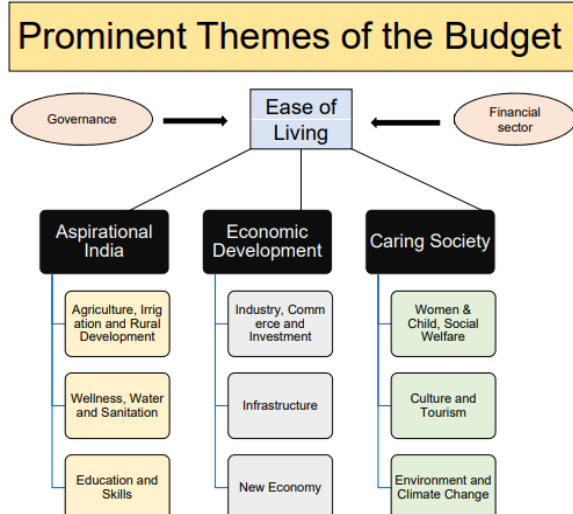 Prominent Themes of the Budget
Governance
Ease of
Living
Financial
sector
Aspirational
India
Economic
Development
Caring Society
Agriculture, Irrig
ation and Rural
Development
Industry, Comm
erce and
Investment
Women &
Child, Social
Welfare
Wellness, Water
and Sanitation
Infrastructure
Culture and
Tourism
Education and
Skills
New Economy
Environment and
Climate Change